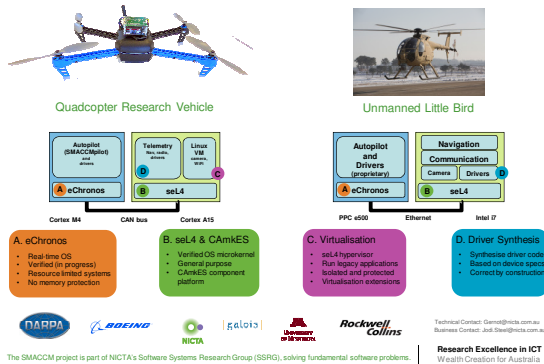 Quadcopter Research Vehicle
Unmanned Little Bird
Autopilot
(SMACCMpilot)
and
drivers
A eChronos
Telemetry
Nav, radio,
drivers
D
Linux
VM
camera,
WiFi
C
B seL4
Cortex M4
CAN bus
Cortex A15
Autopilot
and
Drivers
(proprietary)
A eChronos
Navigation
Communication
Camera
Drivers
D
B seL4
PPC e500
Ethernet
Intel i7
A. eChronos
• Real-time OS
• Verified (in progress)
• Resource limited systems
• No memory protection
B. seL4 & CAmkES
• Verified OS microkernel
• General purpose
• CAmkES component
platform
C. Virtualisation
• seL4 hypervisor
• Run legacy applications
• Isolated and protected
• Virtualisation extensions
D. Driver Synthesis
• Synthesise driver code
• Based on device specs
• Correct by construction
DARPA
BOEING
NICTA
galois
UNIVERSITY
OF MINNESOTA
Rockwell
Collins
Technical Contact: Gernot@nicta.com.au
Business Contact: Jodi.Steel@nicta.com.au
The SMACCM project is part of NICTA's Software Systems Research Group (SSRG), solving fundamental software problems.
Research Excellence in ICT
Wealth Creation for Australia